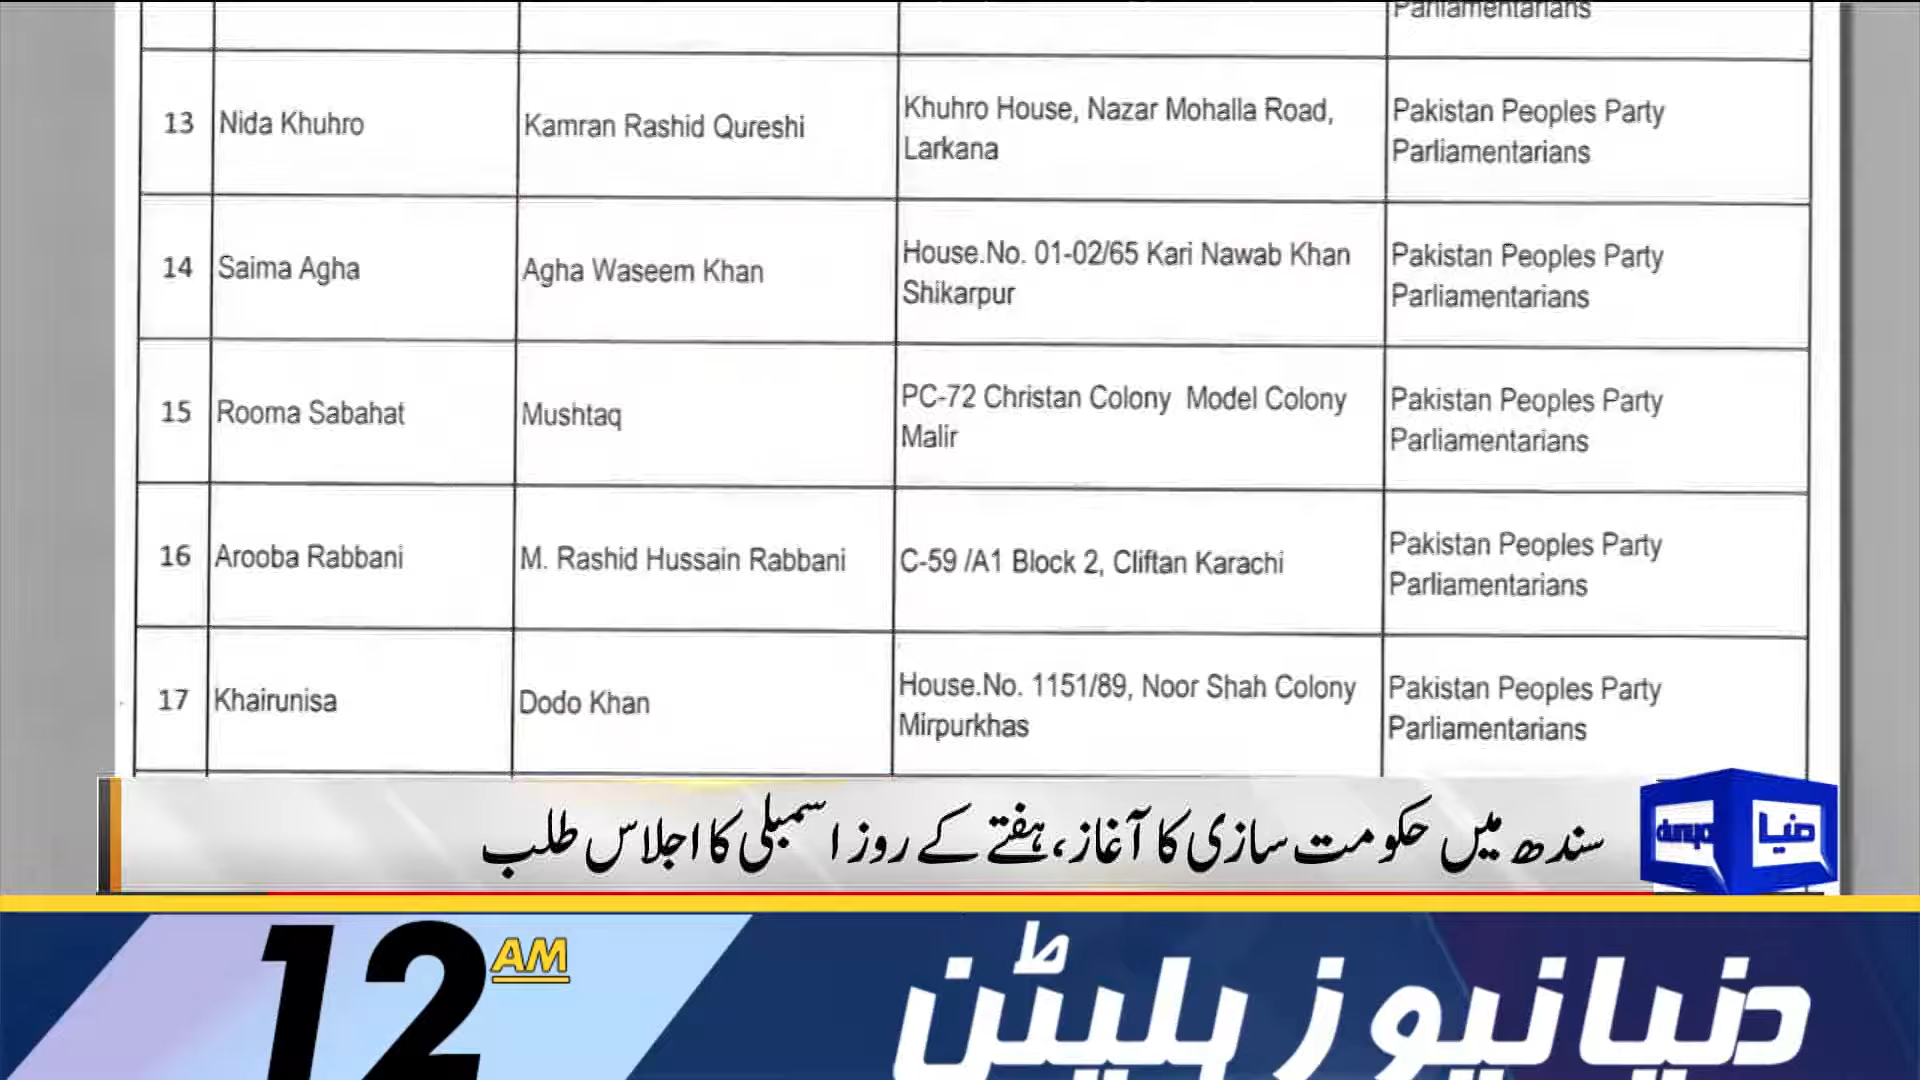 Parliamentarians
13 Nida Khuhro Kamran Rashid Qureshi Khuhro House, Nazar Mohalla Road, Larkana Pakistan Peoples Party Parliamentarians
14 Saima Agha Agha Waseem Khan House.No. 01-02/65 Kari Nawab Khan Shikarpur Pakistan Peoples Party Parliamentarians
15 Rooma Sabahat Mushtaq PC-72 Christan Colony Model Colony Malir Pakistan Peoples Party Parliamentarians
16 Arooba Rabbani M. Rashid Hussain Rabbani C-59 /A1 Block 2, Cliftan Karachi Pakistan Peoples Party Parliamentarians
17 Khairunisa Dodo Khan House.No. 1151/89, Noor Shah Colony Mirpurkhas Pakistan Peoples Party Parliamentarians
سندھ میں حکومت سازی کا آغاز، ہفتے کے روز اسمبلی کا اجلاس طلب
dunya دنیا
12 AM
دنیا نیوز بلیٹن